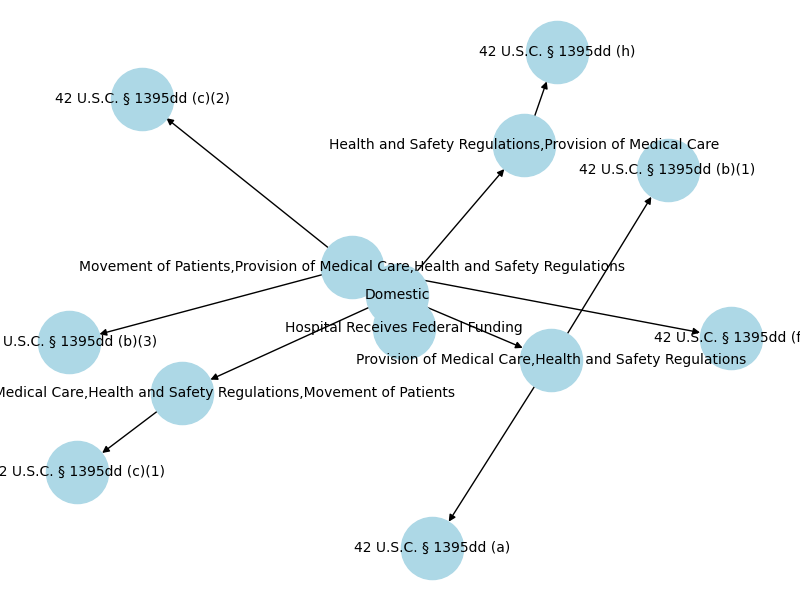 42 U.S.C. § 1395dd (h)
42 U.S.C. § 1395dd (c)(2)
Health and Safety Regulations,Provision of Medical Care
42 U.S.C. § 1395dd (b)(1)
Movement of Patients,Provision of Medical Care,Health and Safety Regulations
Domestic
Hospital Receives Federal Funding
42 U.S.C. § 1395dd (f
U.S.C. § 1395dd (b)(3)
Provision of Medical Care,Health and Safety Regulations
Medical Care,Health and Safety Regulations,Movement of Patients
2 U.S.C. § 1395dd (c)(1)
42 U.S.C. § 1395dd (a)